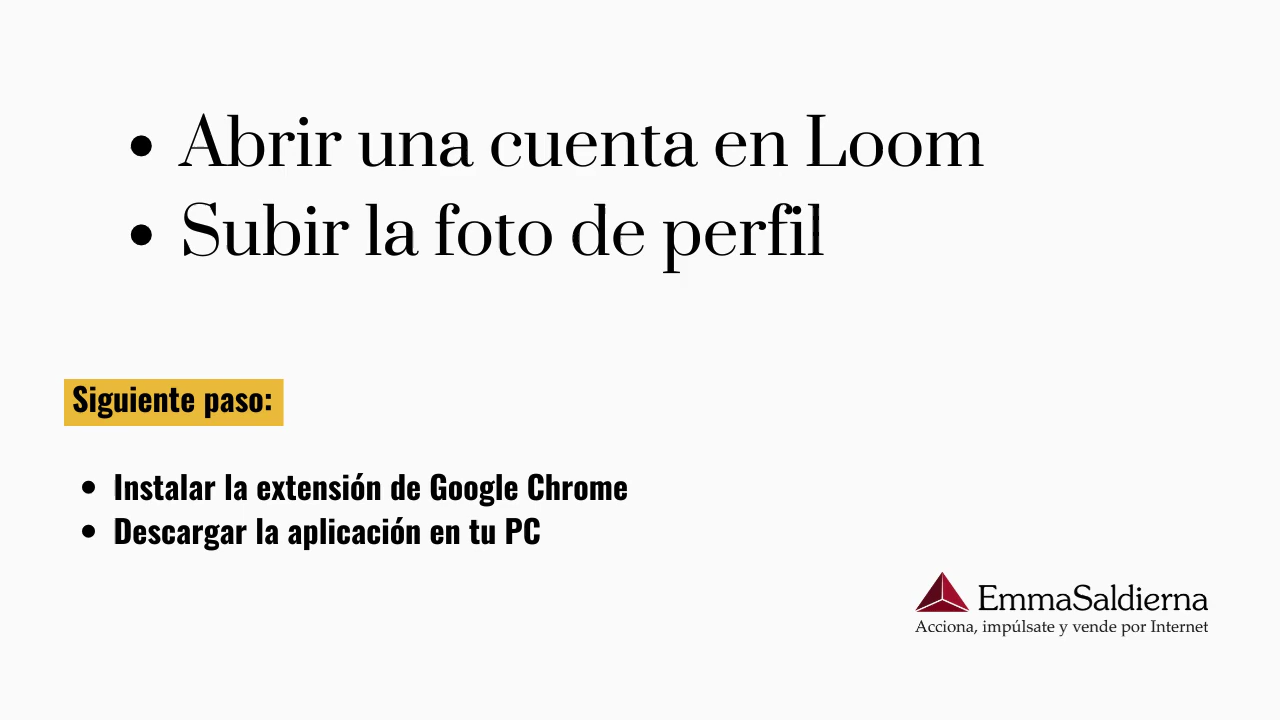 • Abrir una cuenta en Loom
• Subir la foto de perfil
Siguiente paso:
• Instalar la extensión de Google Chrome
• Descargar la aplicación en tu PC
EmmaSaldierna
Acciona, impúlsate y vende por Internet